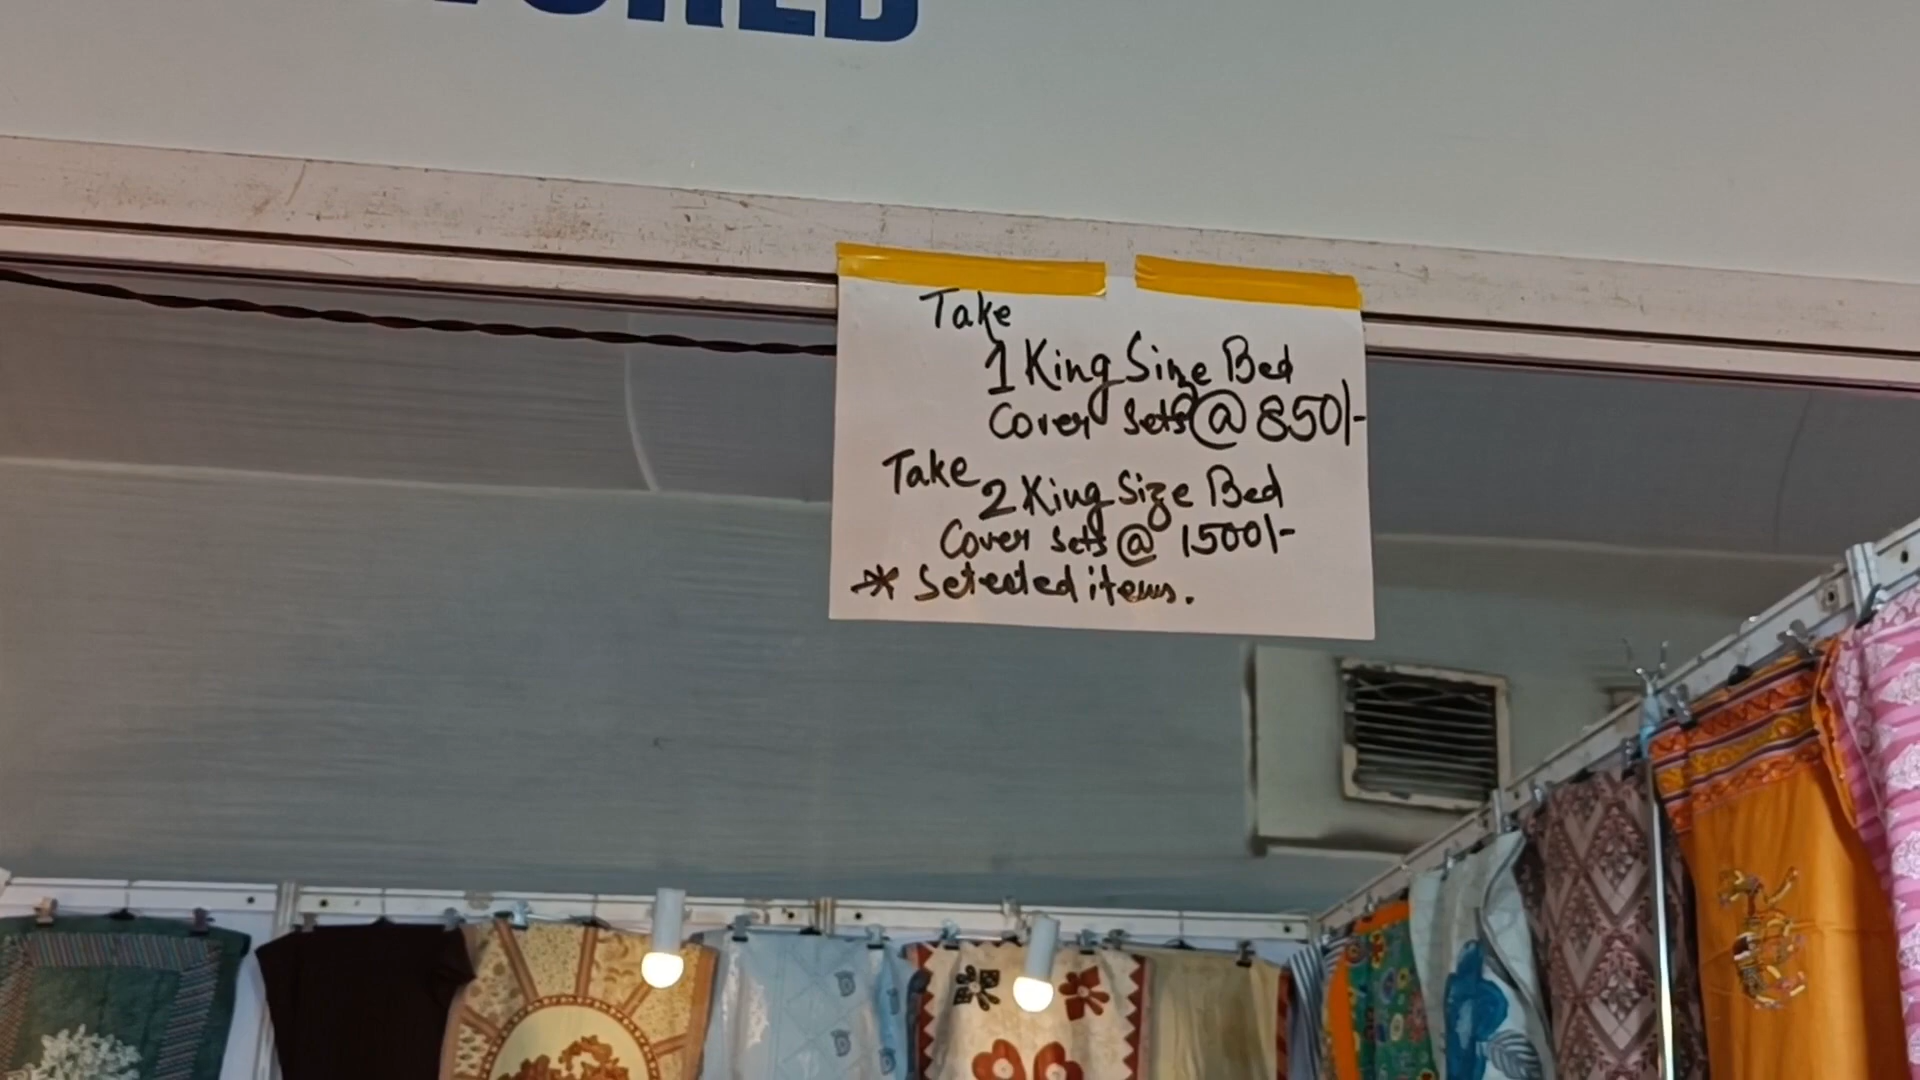 Take
1 King Size Bed
Cover Sets @ 850/-
Take
2 King Size Bed
Cover Sets @ 1500/-
* Selected items.